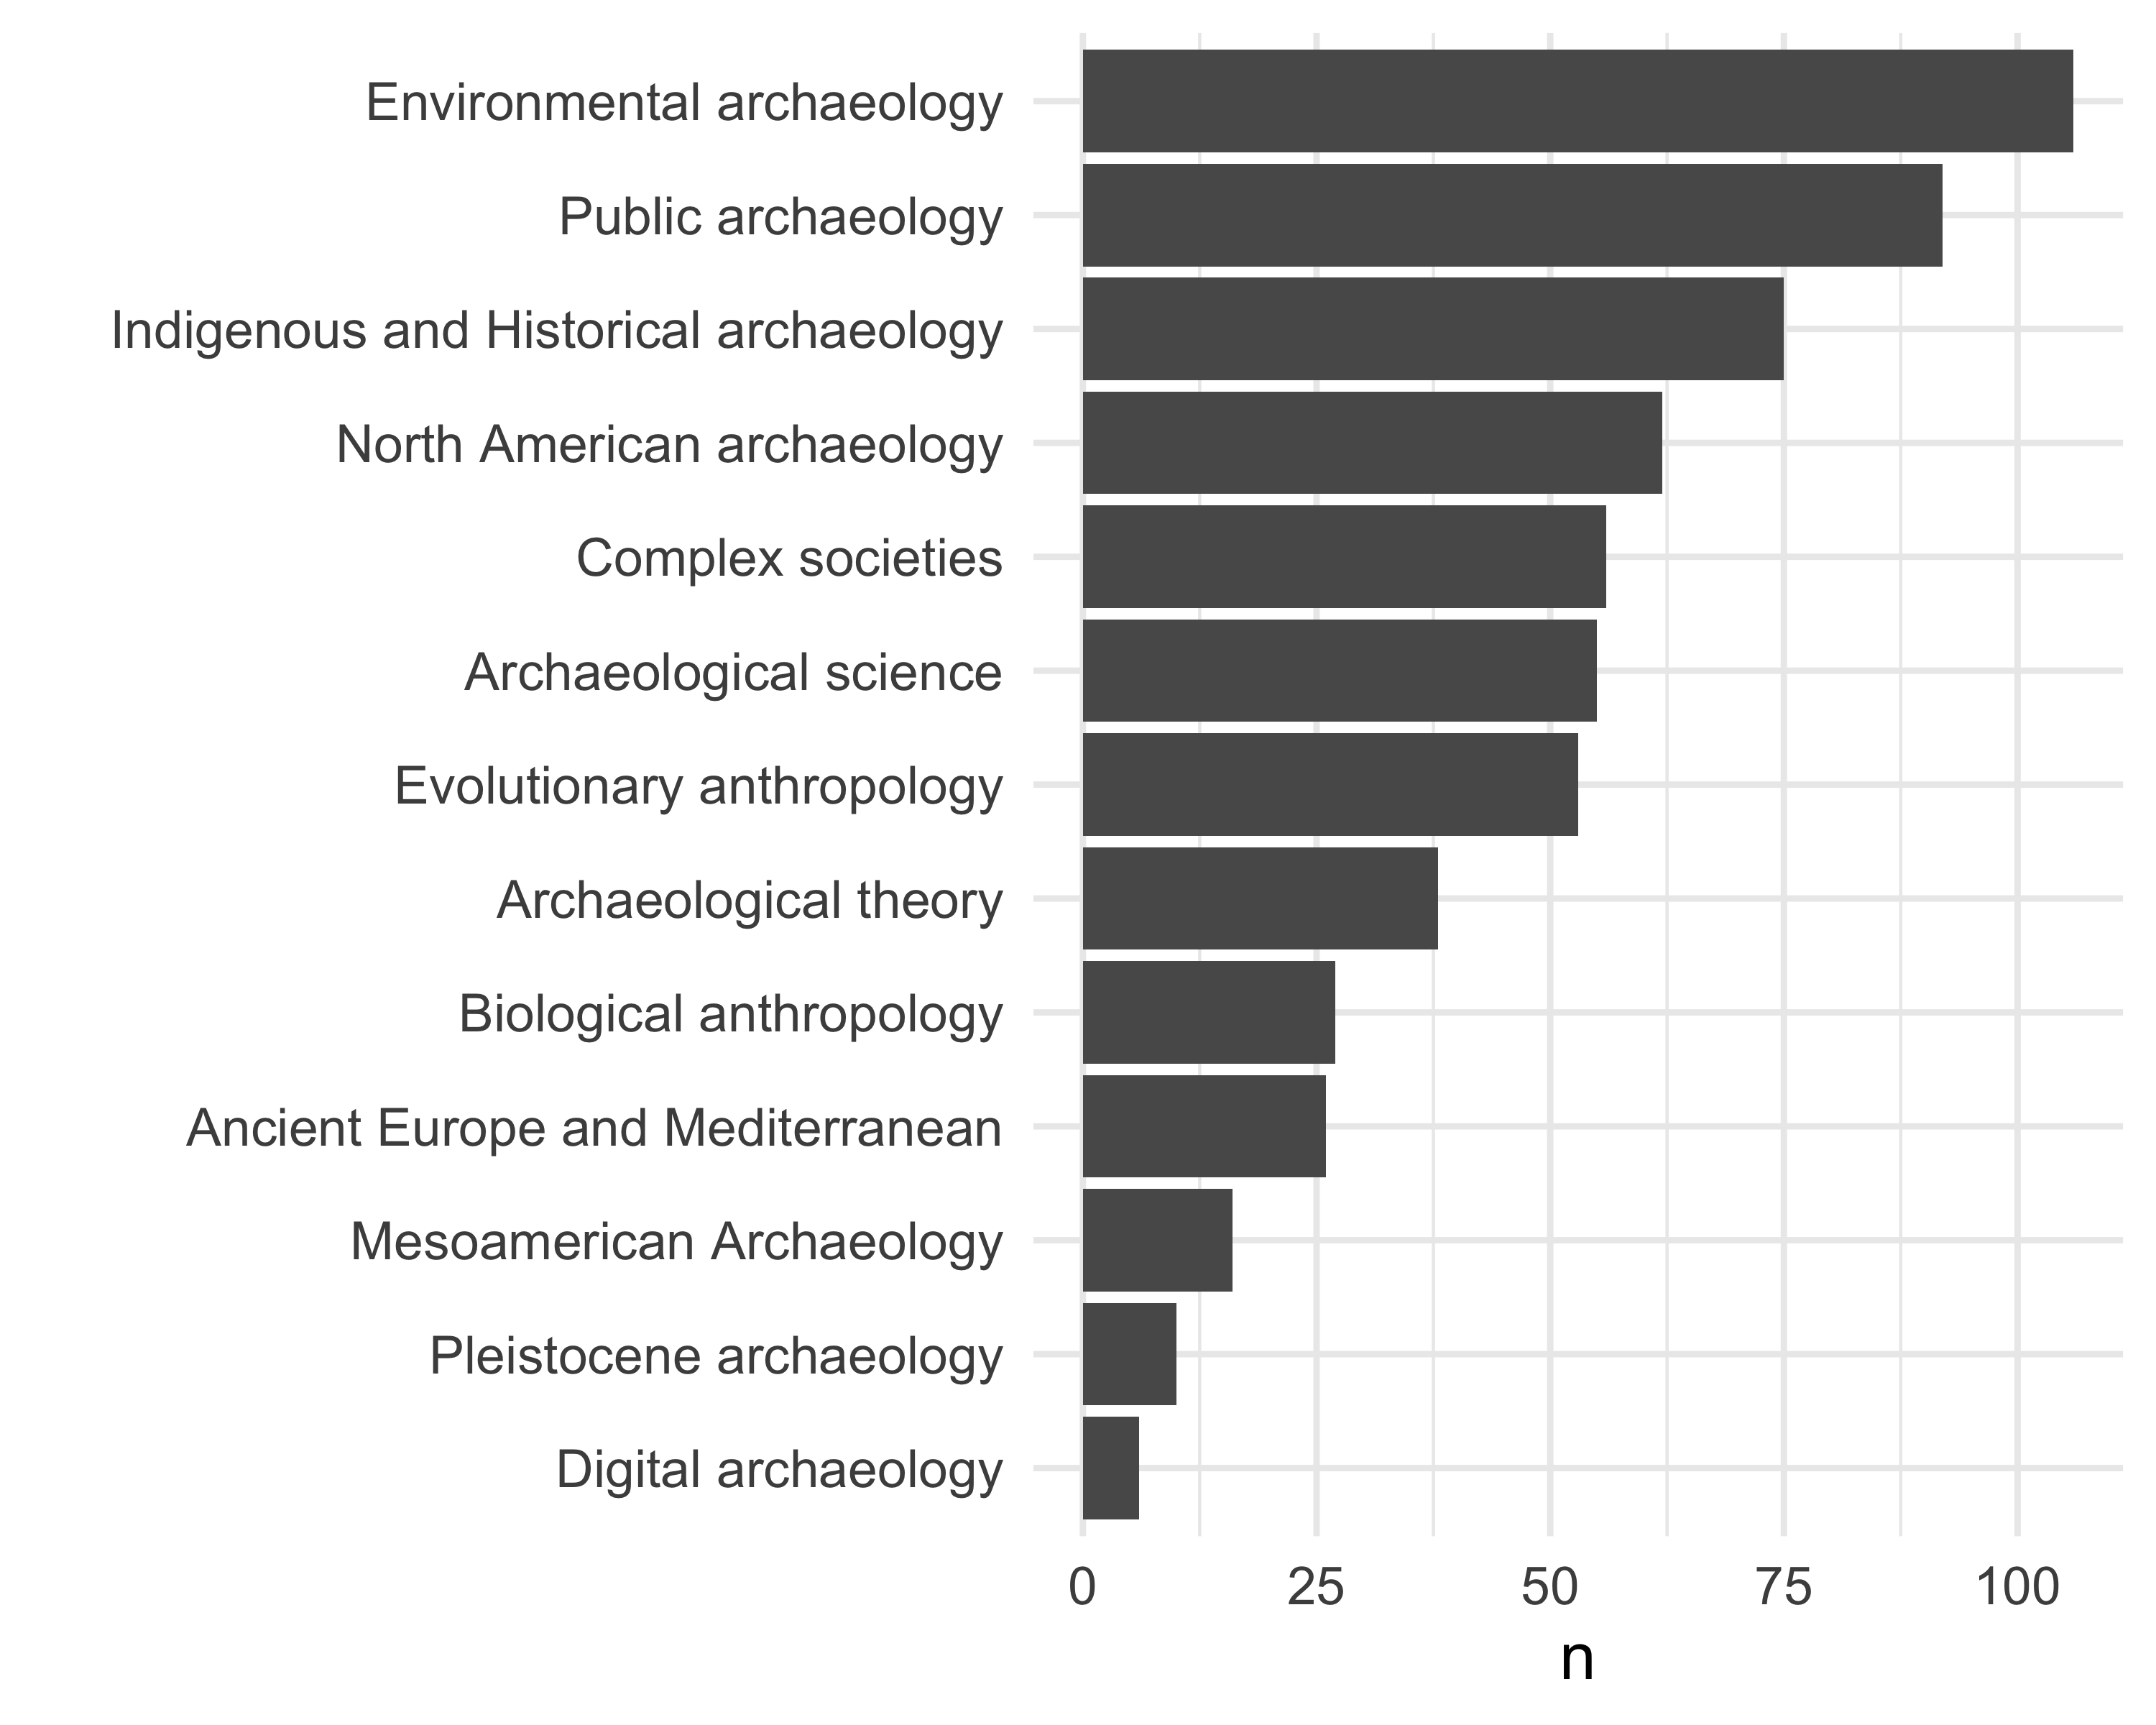 Environmental archaeology
Public archaeology
Indigenous and Historical archaeology
North American archaeology
Complex societies
Archaeological science
Evolutionary anthropology
Archaeological theory
Biological anthropology
Ancient Europe and Mediterranean
Mesoamerican Archaeology
Pleistocene archaeology
Digital archaeology
0 25 50 75 100
n